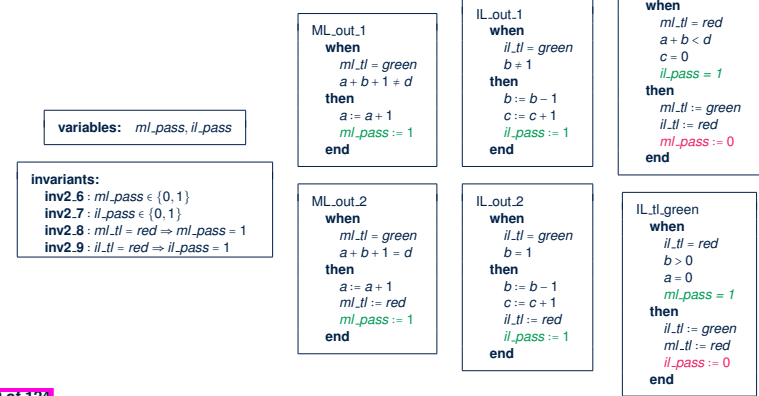 variables: ml_pass, il_pass
invariants:
inv2_6 : ml_pass ∈ {0, 1}
inv2_7 : il_pass ∈ {0, 1}
inv2_8 : ml_tl = red ⇒ ml_pass = 1
inv2_9 : il_tl = red ⇒ il_pass = 1
ML_out_1
when
ml_tl = green
a + b + 1 ≠ d
then
a := a + 1
ml_pass := 1
end
ML_out_2
when
ml_tl = green
a + b + 1 = d
then
a := a + 1
ml_tl := red
ml_pass := 1
end
IL_out_1
when
il_tl = green
b ≠ 1
then
b := b − 1
c := c + 1
il_pass := 1
end
IL_out_2
when
il_tl = green
b = 1
then
b := b − 1
c := c + 1
il_tl := red
il_pass := 1
end
when
ml_tl = red
a + b < d
c = 0
il_pass = 1
then
ml_tl := green
il_tl := red
ml_pass := 0
end
IL_tl_green
when
il_tl = red
b > 0
a = 0
ml_pass = 1
then
il_tl := green
ml_tl := red
il_pass := 0
end